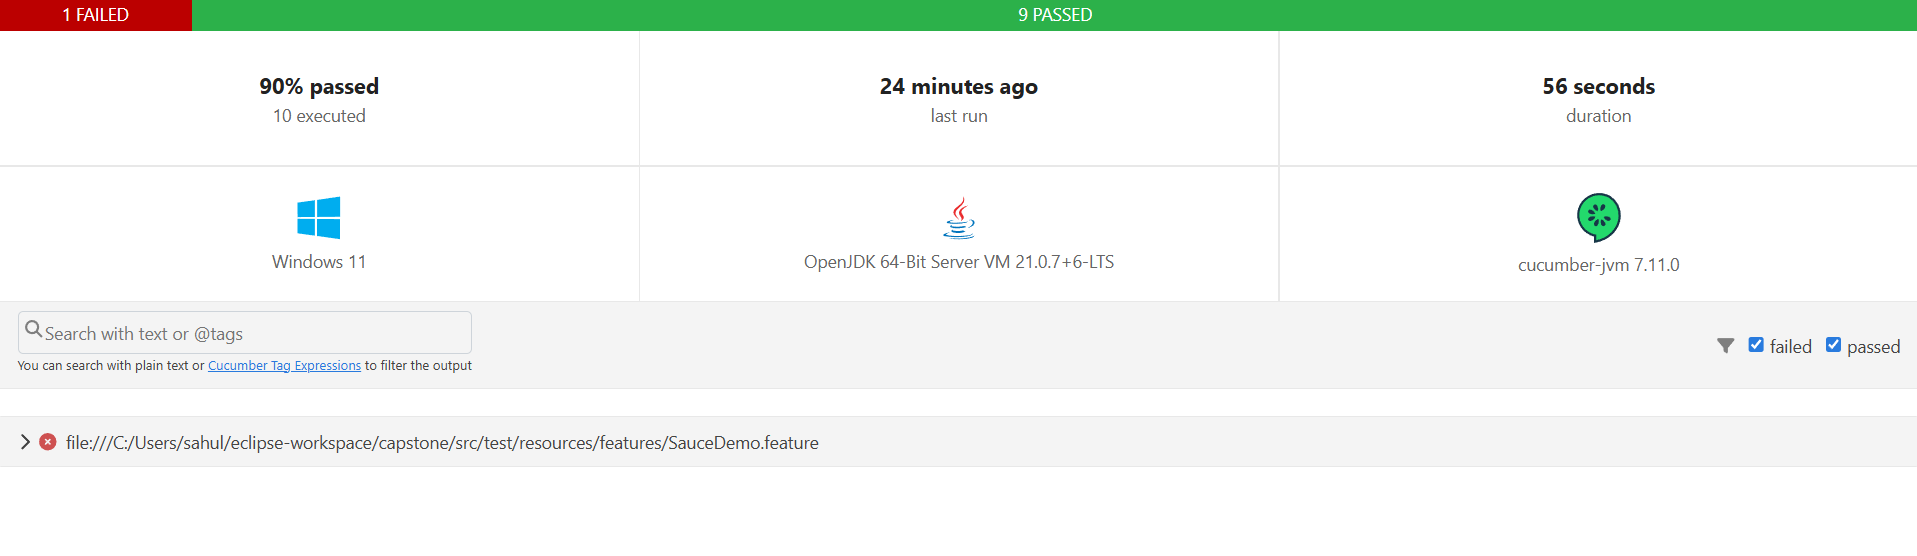 1 FAILED
9 PASSED
90% passed
10 executed
24 minutes ago
last run
56 seconds
duration
Windows 11
OpenJDK 64-Bit Server VM 21.0.7+6-LTS
cucumber-jvm 7.11.0
Search with text or @tags
You can search with plain text or Cucumber Tag Expressions to filter the output
failed
passed
file:///C:/Users/sahul/eclipse-workspace/capstone/src/test/resources/features/SauceDemo.feature